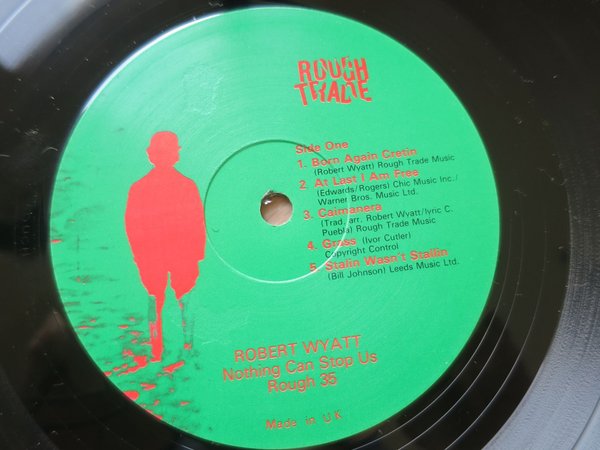 ROUGH
TRADE
Side One
1. Born Again Cretin
(Robert Wyatt) Rough Trade Music
2. At Last I Am Free
(Edwards/Rogers) Chic Music Inc./
Warner Bros. Music Ltd.
3. Caimanera
(Trad. arr. Robert Wyatt/lyric C.
Puebla) Rough Trade Music
4. Grass (Ivor Cutler)
Copyright Control
5. Stalin Wasn't Stallin
(Bill Johnson) Leeds Music Ltd.
ROBERT WYATT
Nothing Can Stop Us
Rough 35
Made in UK